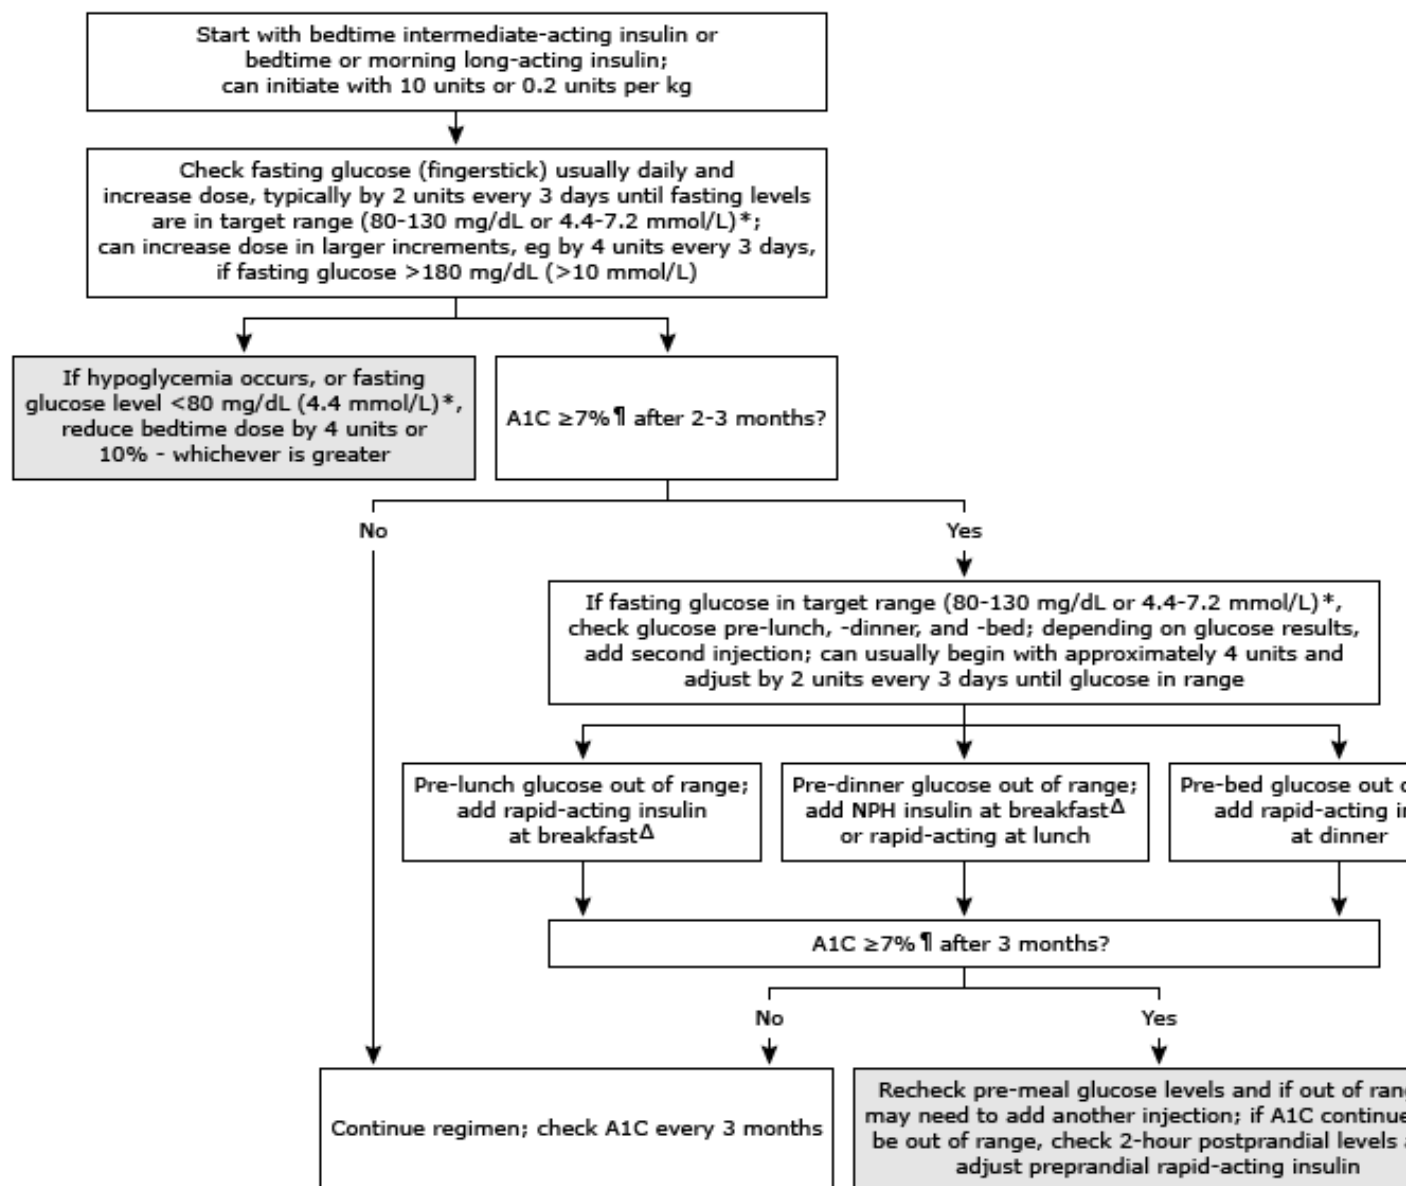 Start with bedtime intermediate-acting insulin or
bedtime or morning long-acting insulin;
can initiate with 10 units or 0.2 units per kg
Check fasting glucose (fingerstick) usually daily and
increase dose, typically by 2 units every 3 days until fasting levels
are in target range (80-130 mg/dL or 4.4-7.2 mmol/L)*;
can increase dose in larger increments, eg by 4 units every 3 days,
if fasting glucose >180 mg/dL (>10 mmol/L)
If hypoglycemia occurs, or fasting
glucose level <80 mg/dL (4.4 mmol/L)*,
reduce bedtime dose by 4 units or
10% - whichever is greater
A1C ≥7%¶ after 2-3 months?
No
Yes
If fasting glucose in target range (80-130 mg/dL or 4.4-7.2 mmol/L)*,
check glucose pre-lunch, -dinner, and -bed; depending on glucose results,
add second injection; can usually begin with approximately 4 units and
adjust by 2 units every 3 days until glucose in range
Pre-lunch glucose out of range;
add rapid-acting insulin
at breakfastΔ
Pre-dinner glucose out of range;
add NPH insulin at breakfastΔ
or rapid-acting at lunch
Pre-bed glucose out
add rapid-acting
at dinner
A1C ≥7%¶ after 3 months?
No
Yes
Continue regimen; check A1C every 3 months
Recheck pre-meal glucose levels and if out of
may need to add another injection; if A1C
be out of range, check 2-hour postprandial levels
adjust preprandial rapid-acting insulin